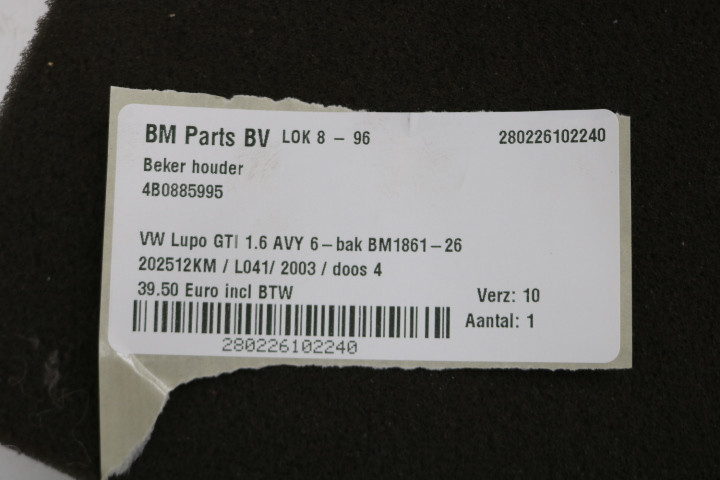 BM Parts BV LOK 8 - 96 280226102240
Beker houder
4B0885995
VW Lupo GTI 1.6 AVY 6-bak BM1861-26
202512KM / L041/ 2003 / doos 4
39.50 Euro incl BTW Verz: 10
Aantal: 1
280226102240